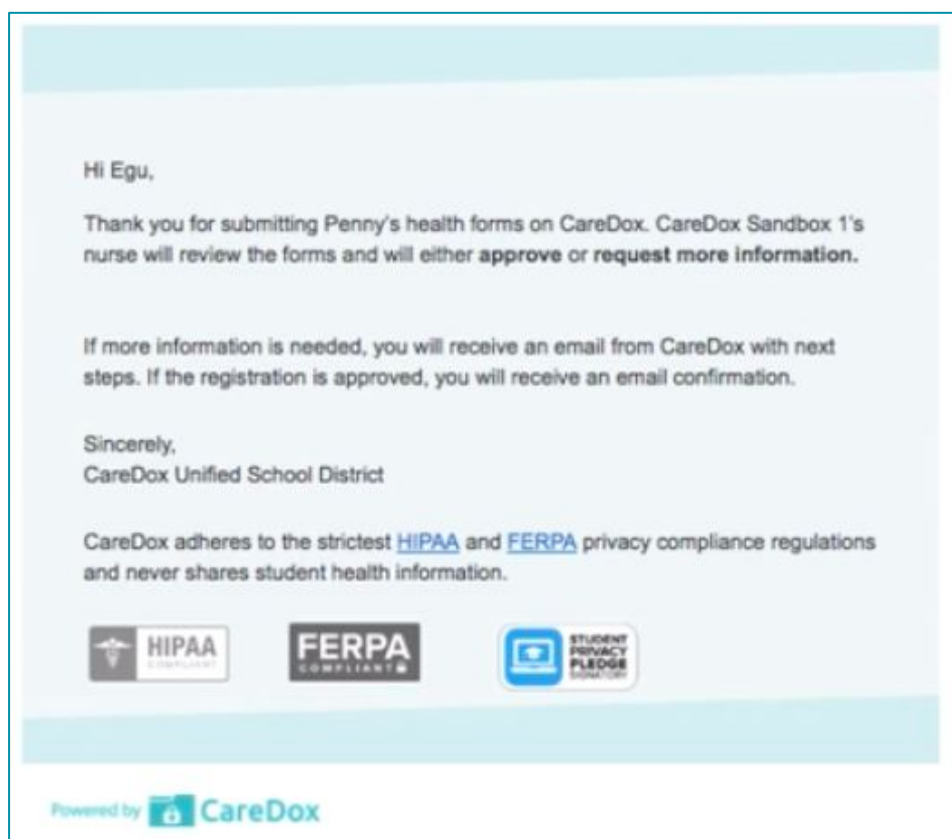 Hi Egu,
Thank you for submitting Penny's health forms on CareDox. CareDox Sandbox 1's
nurse will review the forms and will either approve or request more information.
If more information is needed, you will receive an email from CareDox with next
steps. If the registration is approved, you will receive an email confirmation.
Sincerely,
CareDox Unified School District
CareDox adheres to the strictest HIPAA and FERPA privacy compliance regulations
and never shares student health information.
HIPAA
COMPLIANT
FERPA
COMPLIANT
STUDENT
PRIVACY
PLEDGE
SIGNATORY
Powered by CareDox